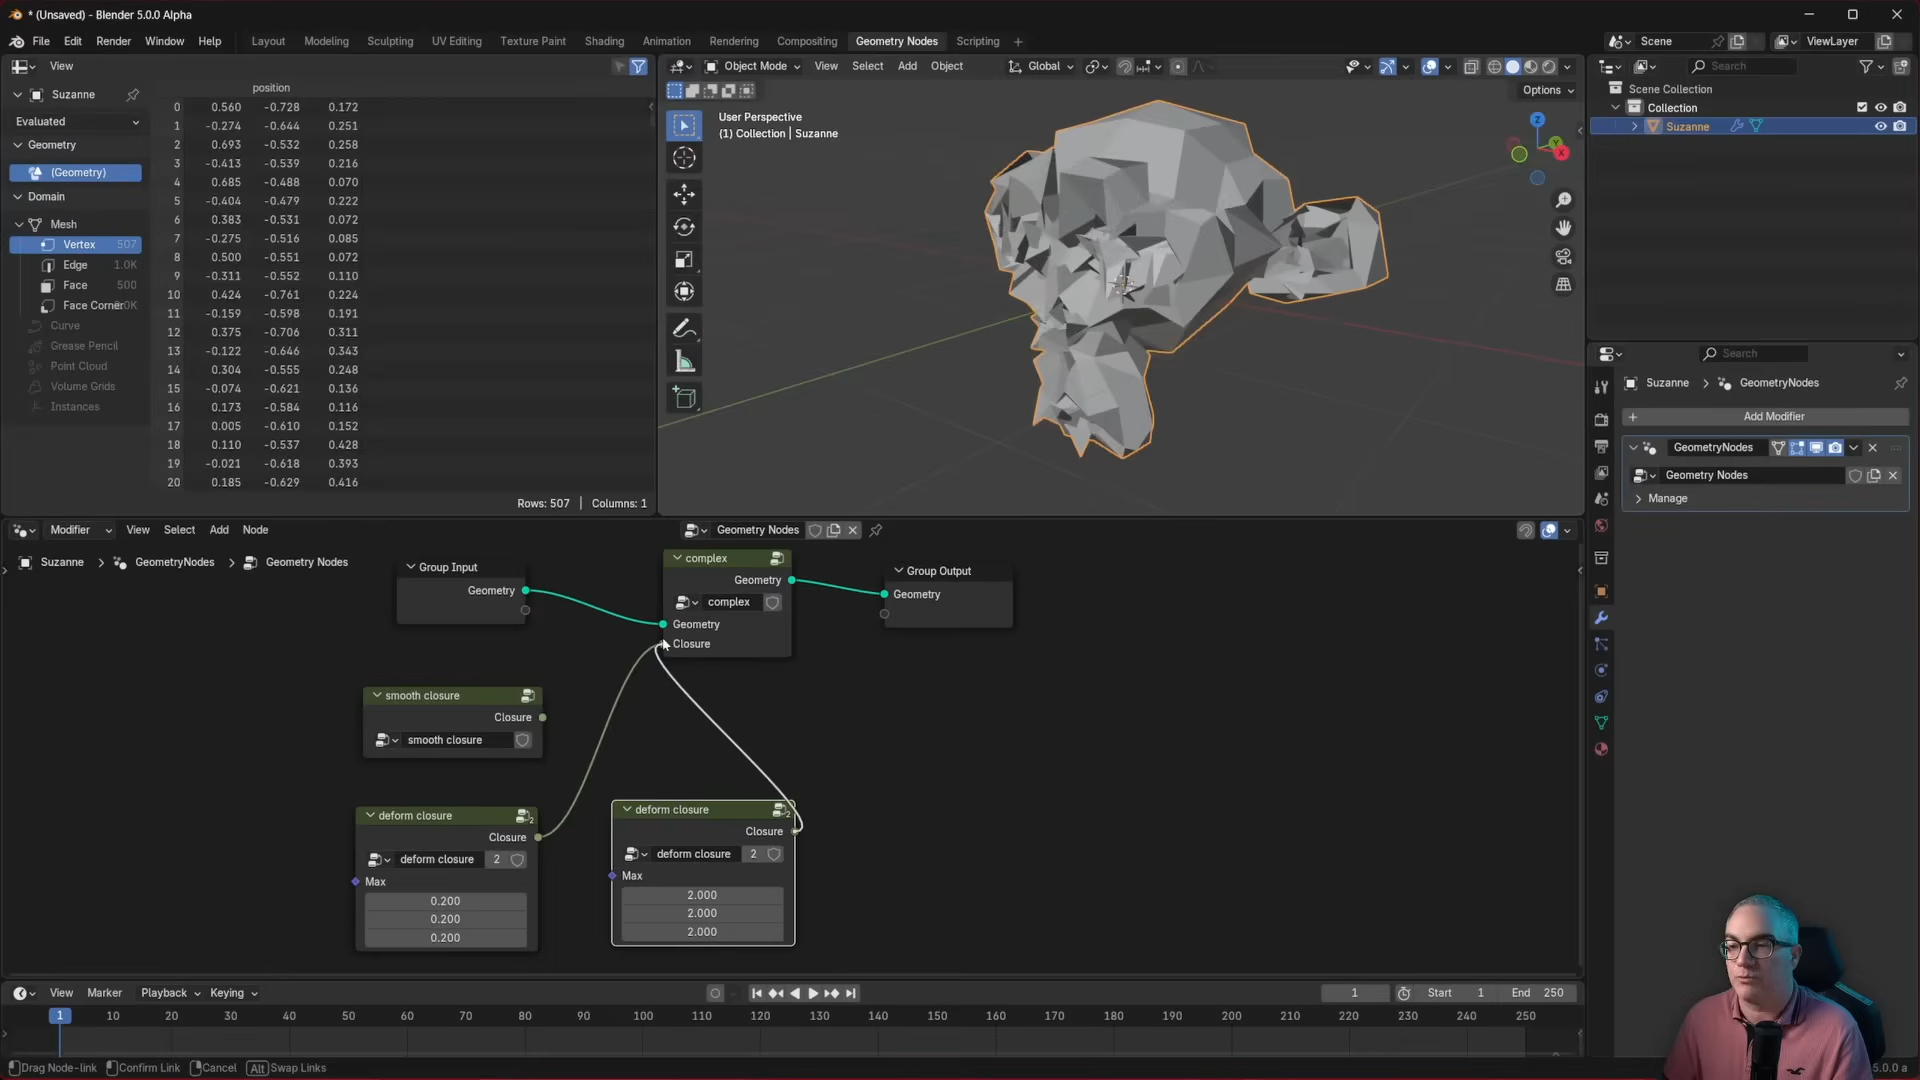 * (Unsaved) - Blender 5.0.0 Alpha
File Edit Render Window Help Layout Modeling Sculpting UV Editing Texture Paint Shading Animation Rendering Compositing Geometry Nodes Scripting + Scene ViewLayer
View
Suzanne
Evaluated
Geometry
(Geometry)
Domain
Mesh
Vertex 507
Edge 1.0K
Face 500
Face Corner
Curve
Grease Pencil
Point Cloud
Volume Grids
Instances
position
0 0.560 -0.728 0.172
1 -0.274 -0.644 0.251
2 0.693 -0.532 0.258
3 -0.413 -0.539 0.216
4 0.685 -0.488 0.070
5 -0.404 -0.479 0.222
6 0.383 -0.531 0.072
7 -0.275 -0.516 0.085
8 0.500 -0.551 0.072
9 -0.311 -0.552 0.110
10 0.424 -0.761 0.224
11 -0.159 -0.598 0.191
12 0.375 -0.706 0.311
13 -0.122 -0.646 0.343
14 0.304 -0.555 0.248
15 -0.074 -0.621 0.136
16 0.173 -0.584 0.116
17 0.005 -0.610 0.152
18 0.110 -0.537 0.428
19 -0.021 -0.618 0.393
20 0.185 -0.629 0.416
Rows: 507 | Columns: 1
Object Mode View Select Add Object Global
Options
User Perspective
(1) Collection | Suzanne
Z
Y
X
Search
Scene Collection
Collection
Suzanne
Search
Suzanne > GeometryNodes
+ Add Modifier
GeometryNodes
Geometry Nodes
Manage
Modifier View Select Add Node Geometry Nodes
Suzanne > GeometryNodes > Geometry Nodes
Group Input
Geometry
complex
Geometry
complex
Geometry
Closure
Group Output
Geometry
smooth closure
Closure
smooth closure
deform closure
2
Closure
deform closure 2
Max
0.200
0.200
0.200
deform closure
2
Closure
deform closure 2
Max
2.000
2.000
2.000
View Marker Playback Keying 1 Start 1 End 250
1 10 20 30 40 50 60 70 80 90 100 110 120 130 140 150 160 170 180 190 200 210 220 230 240 250
Drag Node-link Confirm Link Cancel Alt Swap Links
5.0.0 a